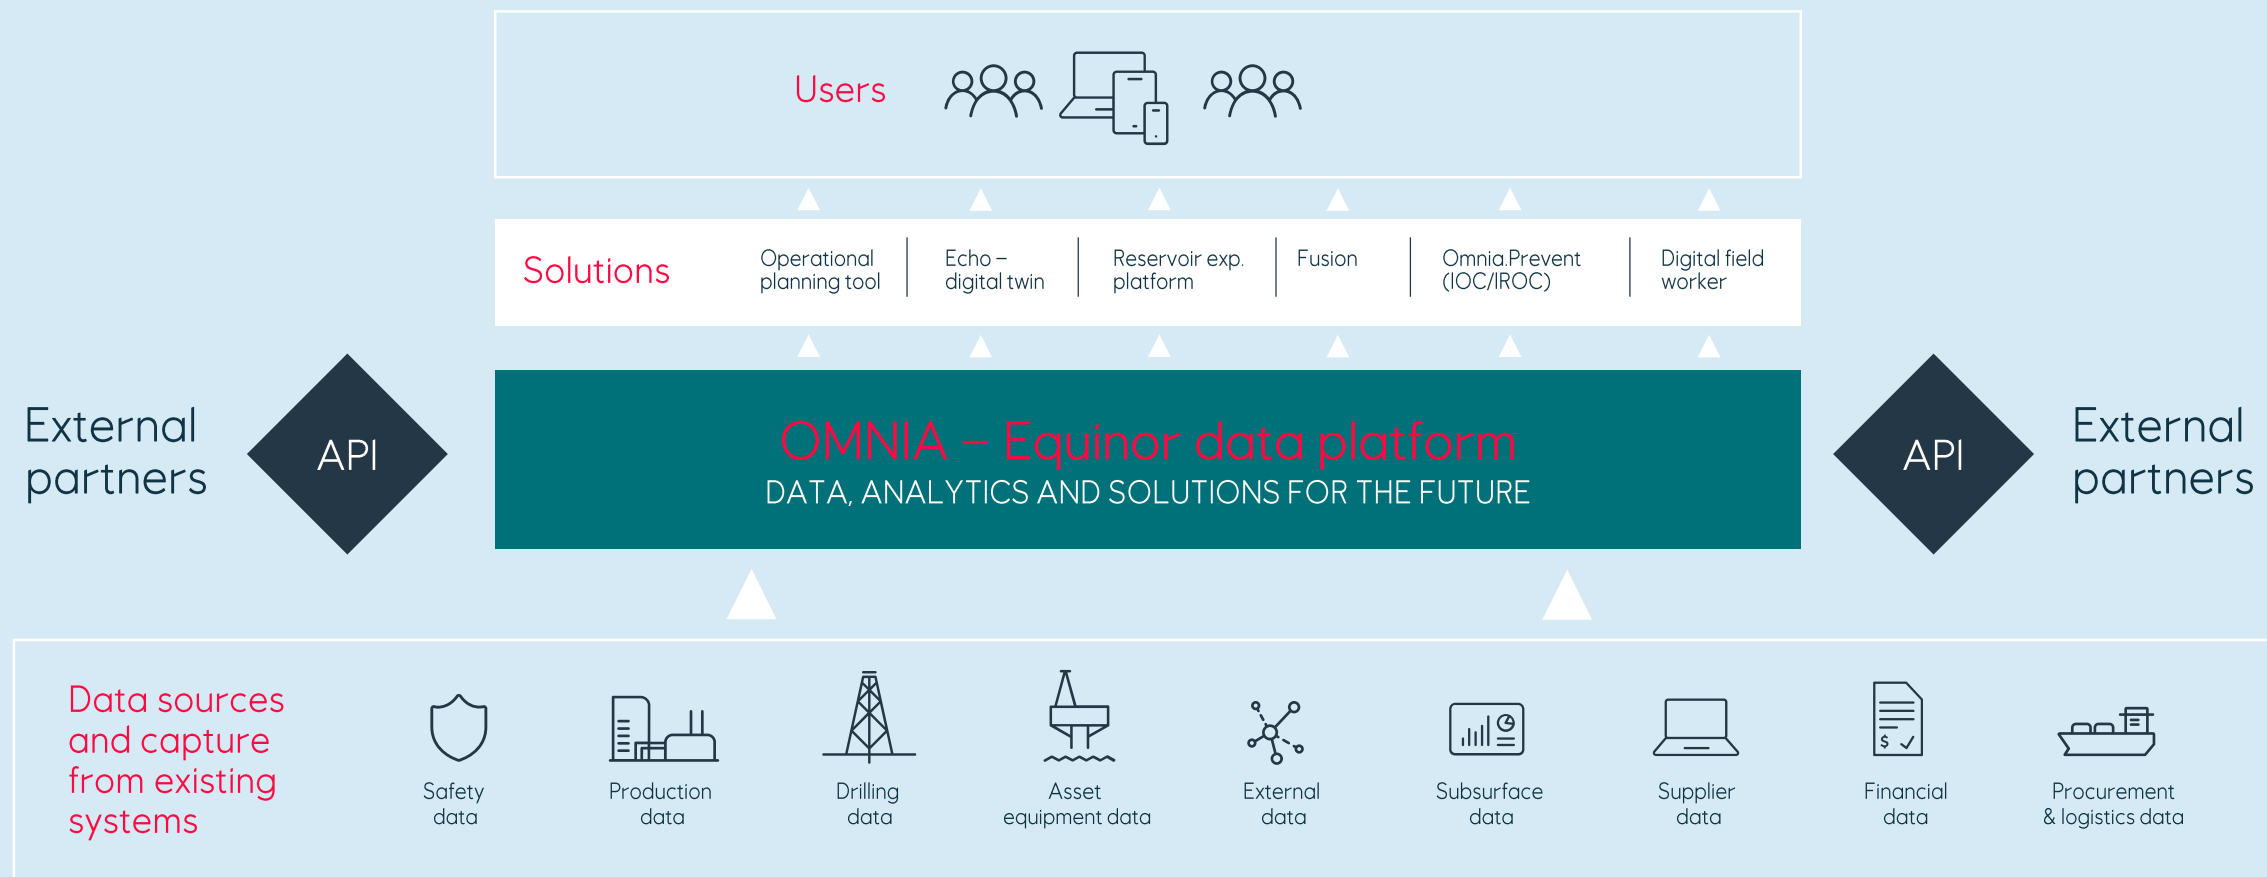 Users
Solutions
Operational
planning tool
Echo –
digital twin
Reservoir exp.
platform
Fusion
Omnia.Prevent
(IOC/IROC)
Digital field
worker
External
partners
API
OMNIA – Equinor data platform
DATA, ANALYTICS AND SOLUTIONS FOR THE FUTURE
API
External
partners
Data sources
and capture
from existing
systems
Safety
data
Production
data
Drilling
data
Asset
equipment data
External
data
Subsurface
data
Supplier
data
$
Financial
data
Procurement
& logistics data